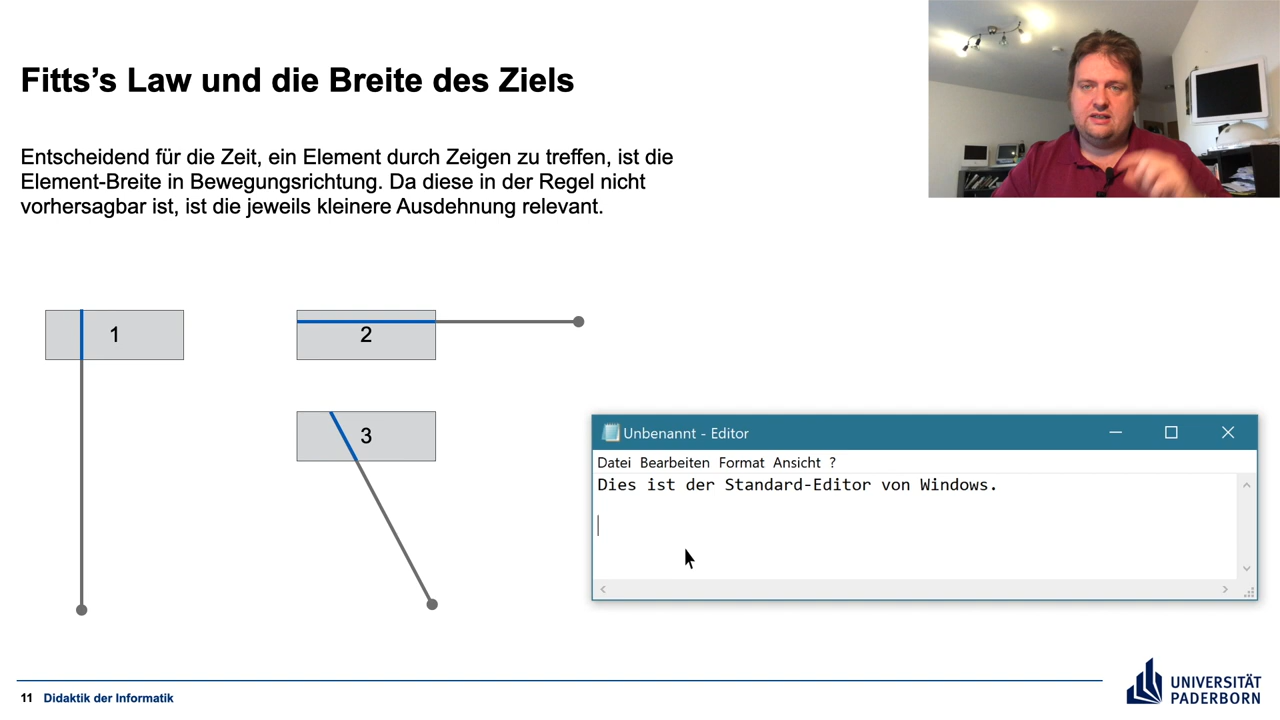 Fitts’s Law und die Breite des Ziels
Entscheidend für die Zeit, ein Element durch Zeigen zu treffen, ist die
Element-Breite in Bewegungsrichtung. Da diese in der Regel nicht
vorhersagbar ist, ist die jeweils kleinere Ausdehnung relevant.
1
2
3
Unbenannt - Editor
Datei Bearbeiten Format Ansicht ?
Dies ist der Standard-Editor von Windows.
11 Didaktik der Informatik
UNIVERSITÄT
PADERBORN